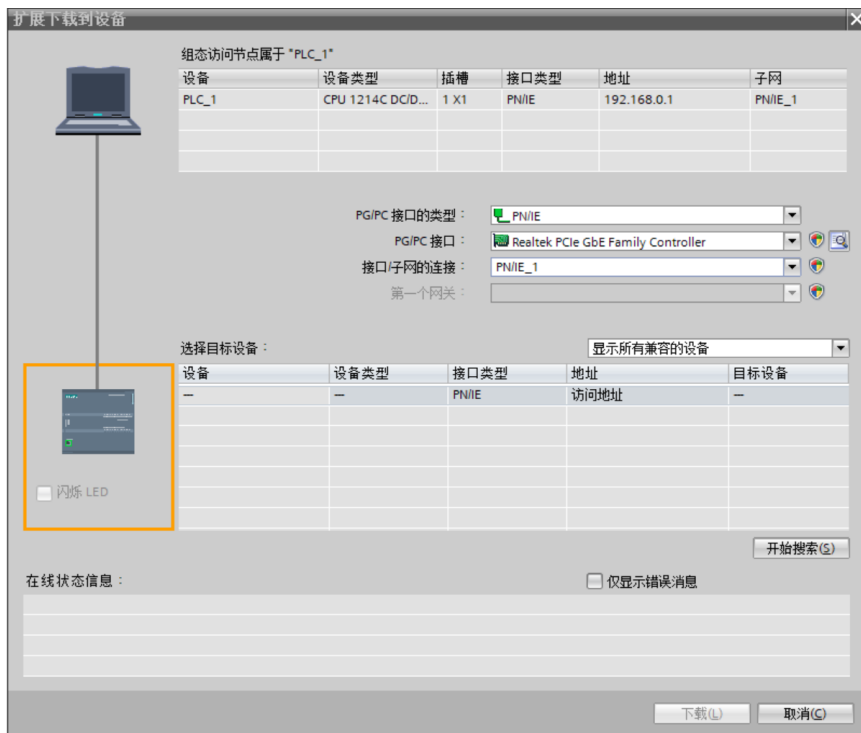 扩展下载到设备
组态访问节点属于 "PLC_1"
设备 设备类型 插槽 接口类型 地址 子网
PLC_1 CPU 1214C DC/D... 1 X1 PN/IE 192.168.0.1 PN/IE_1
PG/PC 接口的类型： PN/IE
PG/PC 接口： Realtek PCIe GbE Family Controller
接口/子网的连接： PN/IE_1
第一个网关：
选择目标设备： 显示所有兼容的设备
设备 设备类型 接口类型 地址 目标设备
— — PN/IE 访问地址 —
闪烁 LED
开始搜索(S)
在线状态信息： 仅显示错误消息
下载(L) 取消(C)